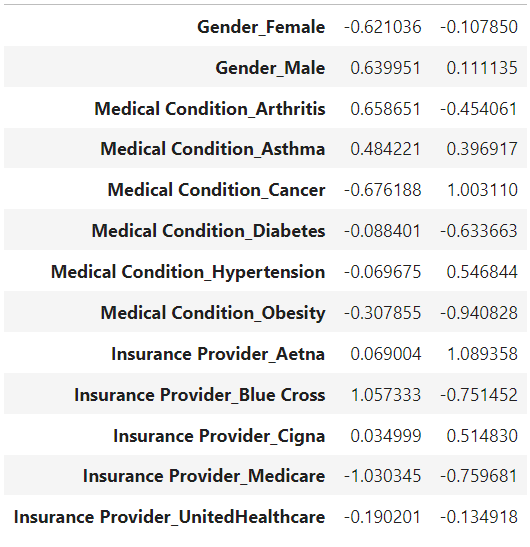 Gender_Female -0.621036 -0.107850
Gender_Male 0.639951 0.111135
Medical Condition_Arthritis 0.658651 -0.454061
Medical Condition_Asthma 0.484221 0.396917
Medical Condition_Cancer -0.676188 1.003110
Medical Condition_Diabetes -0.088401 -0.633663
Medical Condition_Hypertension -0.069675 0.546844
Medical Condition_Obesity -0.307855 -0.940828
Insurance Provider_Aetna 0.069004 1.089358
Insurance Provider_Blue Cross 1.057333 -0.751452
Insurance Provider_Cigna 0.034999 0.514830
Insurance Provider_Medicare -1.030345 -0.759681
Insurance Provider_UnitedHealthcare -0.190201 -0.134918